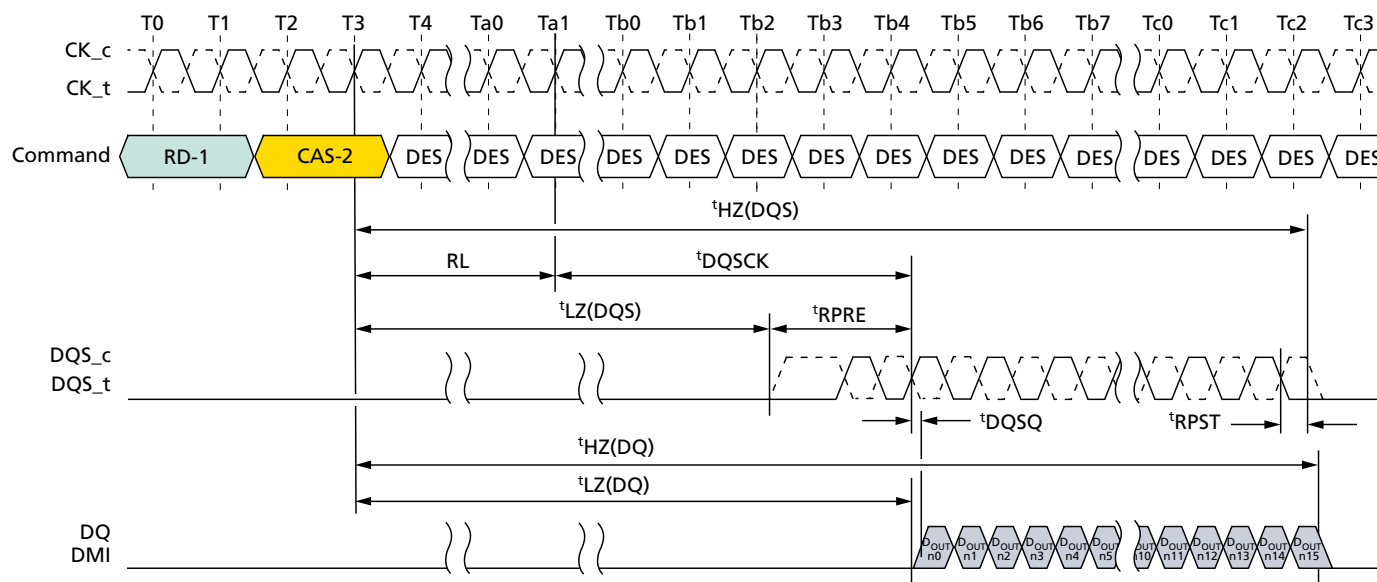 T0 T1 T2 T3 T4 Ta0 Ta1 Tb0 Tb1 Tb2 Tb3 Tb4 Tb5 Tb6 Tb7 Tc0 Tc1 Tc2 Tc3
CK_c
CK_t
Command RD-1 CAS-2 DES DES DES DES DES DES DES DES DES DES DES DES DES DES DES
tHZ(DQS)
RL tDQSCK
tLZ(DQS) tRPRE
DQS_c
DQS_t
tDQSQ tRPST
tHZ(DQ)
tLZ(DQ)
DQ
DMI
DOUT n0 DOUT n1 DOUT n2 DOUT n3 DOUT n4 DOUT n5 DOUT n10 DOUT n11 DOUT n12 DOUT n13 DOUT n14 DOUT n15